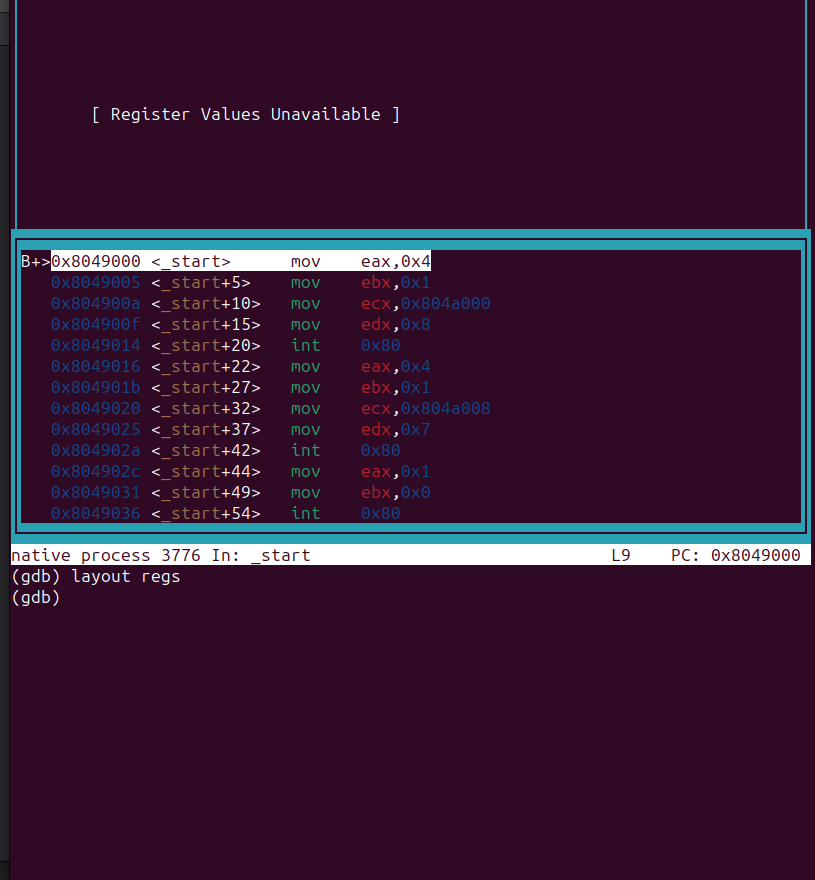 [ Register Values Unavailable ]
B+>0x8049000 <_start>      mov    eax,0x4
0x8049005 <_start+5>    mov    ebx,0x1
0x804900a <_start+10>   mov    ecx,0x804a000
0x804900f <_start+15>   mov    edx,0x8
0x8049014 <_start+20>   int    0x80
0x8049016 <_start+22>   mov    eax,0x4
0x804901b <_start+27>   mov    ebx,0x1
0x8049020 <_start+32>   mov    ecx,0x804a008
0x8049025 <_start+37>   mov    edx,0x7
0x804902a <_start+42>   int    0x80
0x804902c <_start+44>   mov    eax,0x1
0x8049031 <_start+49>   mov    ebx,0x0
0x8049036 <_start+54>   int    0x80
native process 3776 In: _start                              L9    PC: 0x8049000
(gdb) layout regs
(gdb)